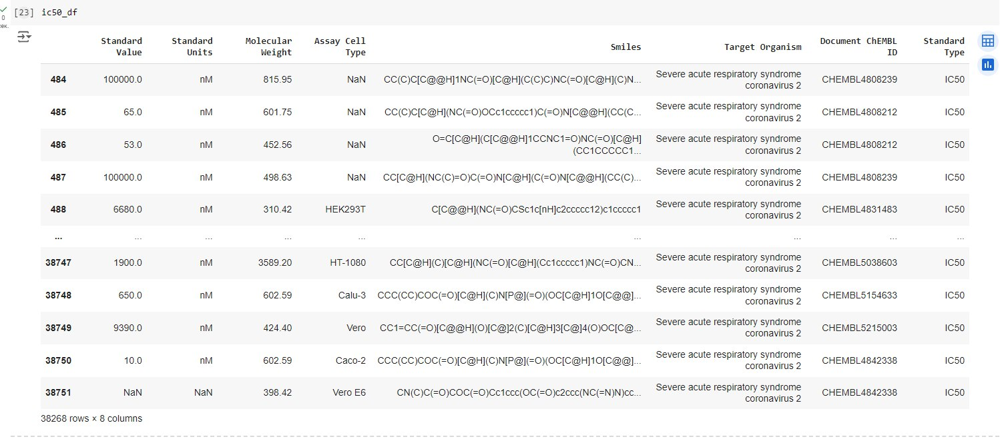 [23] ic50_df
0
сек.
Standard Value Standard Units Molecular Weight Assay Cell Type Smiles Target Organism Document ChEMBL ID Standard Type
484 100000.0 nM 815.95 NaN CC(C)C[C@@H]1NC(=O)[C@H](C(C)C)NC(=O)[C@H](C)N... Severe acute respiratory syndrome coronavirus 2 CHEMBL4808239 IC50
485 65.0 nM 601.75 NaN CC(C)C[C@H](NC(=O)OCc1ccccc1)C(=O)N[C@@H](CC(C... Severe acute respiratory syndrome coronavirus 2 CHEMBL4808212 IC50
486 53.0 nM 452.56 NaN O=C[C@H](C[C@@H]1CCNC1=O)NC(=O)[C@H](CC1CCCCC1... Severe acute respiratory syndrome coronavirus 2 CHEMBL4808212 IC50
487 100000.0 nM 498.63 NaN CC[C@H](NC(C)=O)C(=O)N[C@H](C(=O)N[C@@H](CC(C)... Severe acute respiratory syndrome coronavirus 2 CHEMBL4808239 IC50
488 6680.0 nM 310.42 HEK293T C[C@@H](NC(=O)CSc1c[nH]c2ccccc12)c1ccccc1 Severe acute respiratory syndrome coronavirus 2 CHEMBL4831483 IC50
... ... ... ... ... ... ... ... ...
38747 1900.0 nM 3589.20 HT-1080 CC[C@H](C)[C@H](NC(=O)[C@H](Cc1ccccc1)NC(=O)CN... Severe acute respiratory syndrome coronavirus 2 CHEMBL5038603 IC50
38748 650.0 nM 602.59 Calu-3 CCC(CC)COC(=O)[C@H](C)N[P@](=O)(OC[C@H]1O[C@@]... Severe acute respiratory syndrome coronavirus 2 CHEMBL5154633 IC50
38749 9390.0 nM 424.40 Vero CC1=CC(=O)[C@@H](O)[C@]2(C)[C@H]3[C@]4(O)OC[C@... Severe acute respiratory syndrome coronavirus 2 CHEMBL5215003 IC50
38750 10.0 nM 602.59 Caco-2 CCC(CC)COC(=O)[C@H](C)N[P@](=O)(OC[C@H]1O[C@@]... Severe acute respiratory syndrome coronavirus 2 CHEMBL4842338 IC50
38751 NaN NaN 398.42 Vero E6 CN(C)C(=O)COC(=O)Cc1ccc(OC(=O)c2ccc(NC(=N)N)cc... Severe acute respiratory syndrome coronavirus 2 CHEMBL4842338 IC50
38268 rows × 8 columns